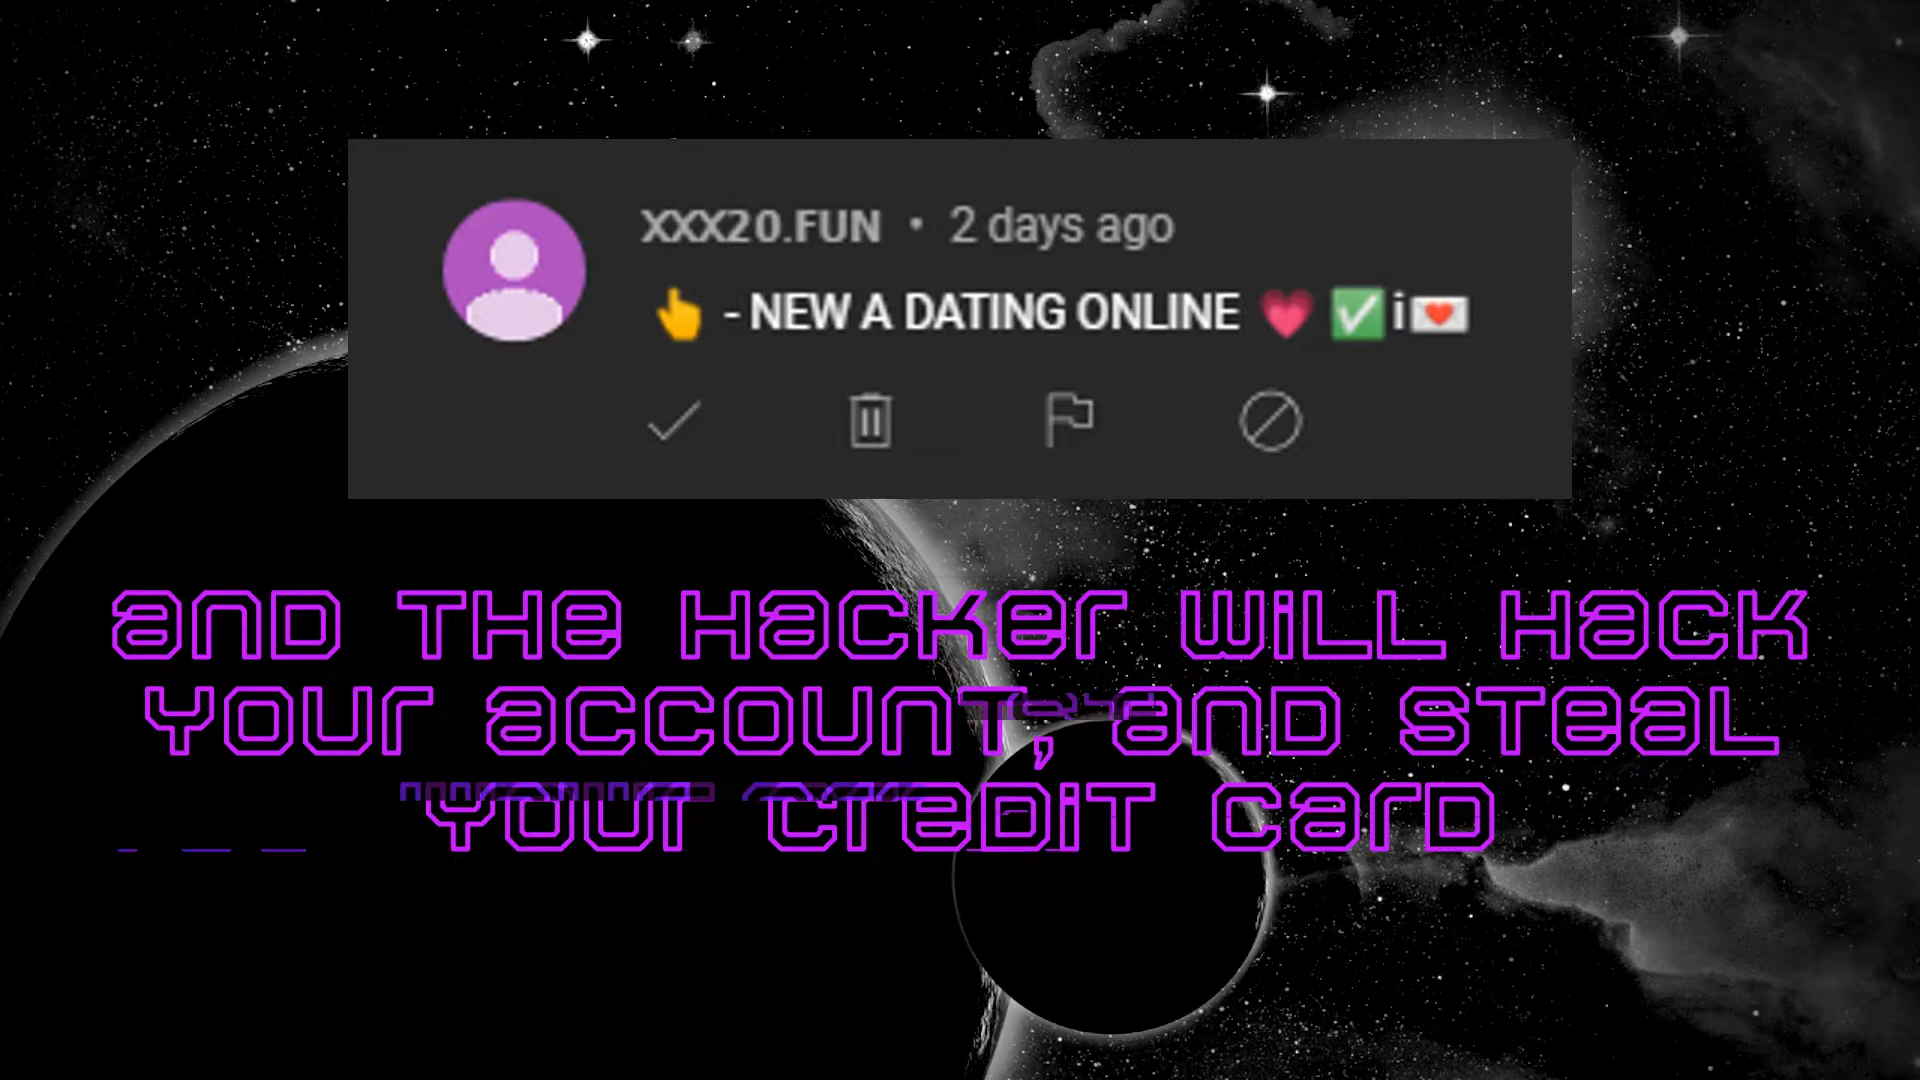 XXX20.FUN • 2 days ago
👆 - NEW A DATING ONLINE 💗 ✅i💌
AND THE HACKER WILL HACK
YOUR ACCOUNT, AND STEAL
YOUR CREDIT CARD